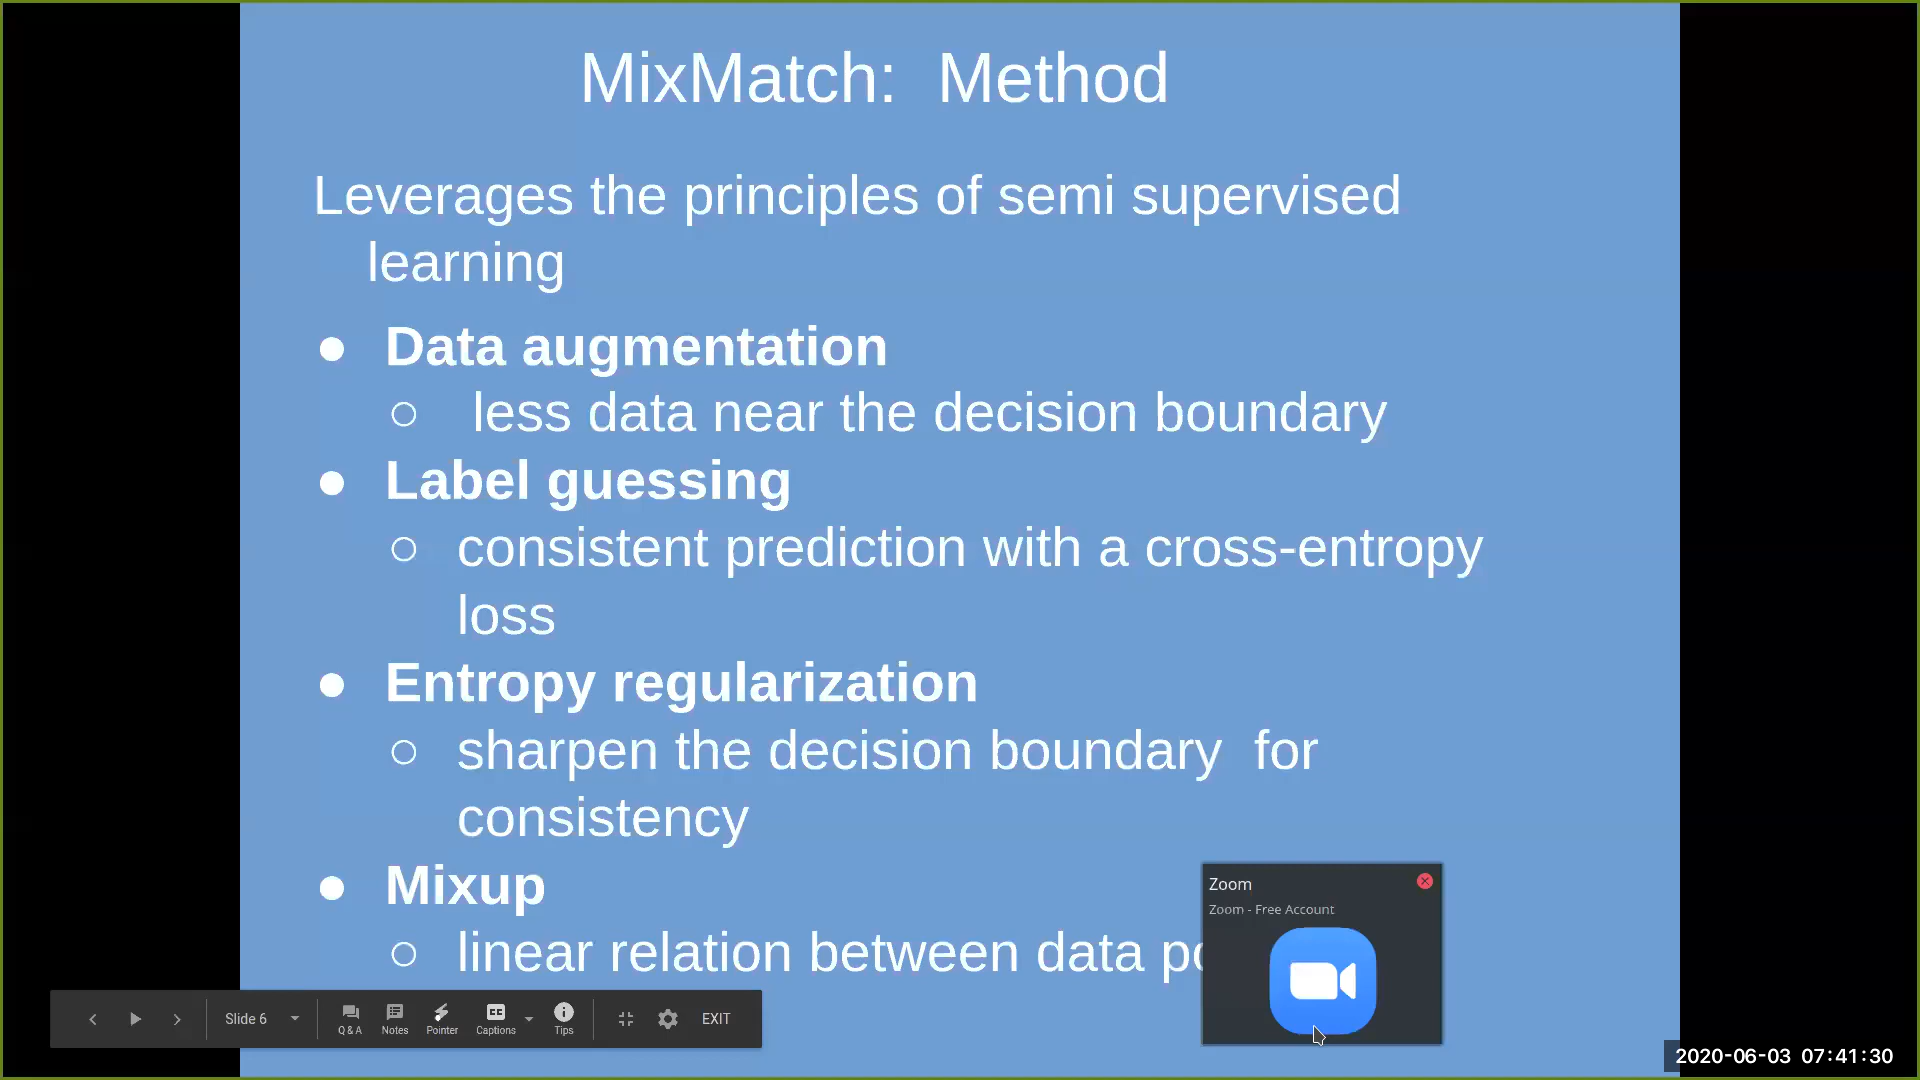 MixMatch: Method
Leverages the principles of semi supervised
learning
● Data augmentation
○ less data near the decision boundary
● Label guessing
○ consistent prediction with a cross-entropy
loss
● Entropy regularization
○ sharpen the decision boundary for
consistency
● Mixup
○ linear relation between data
Zoom
Zoom - Free Account
Slide 6
Q & A
Notes
Pointer
Captions
Tips
EXIT
2020-06-03 07:41:30